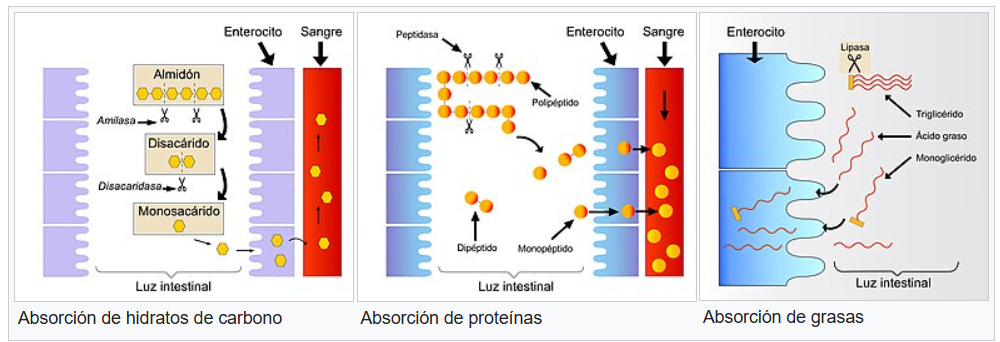 Enterocito
Sangre
Almidón
Amilasa
Disacárido
Disacaridasa
Monosacárido
Luz intestinal
Absorción de hidratos de carbono
Enterocito
Sangre
Peptidasa
Polipéptido
Dipéptido
Monopéptido
Luz intestinal
Absorción de proteínas
Enterocito
Lipasa
Triglicérido
Ácido graso
Monoglicérido
Luz intestinal
Absorción de grasas